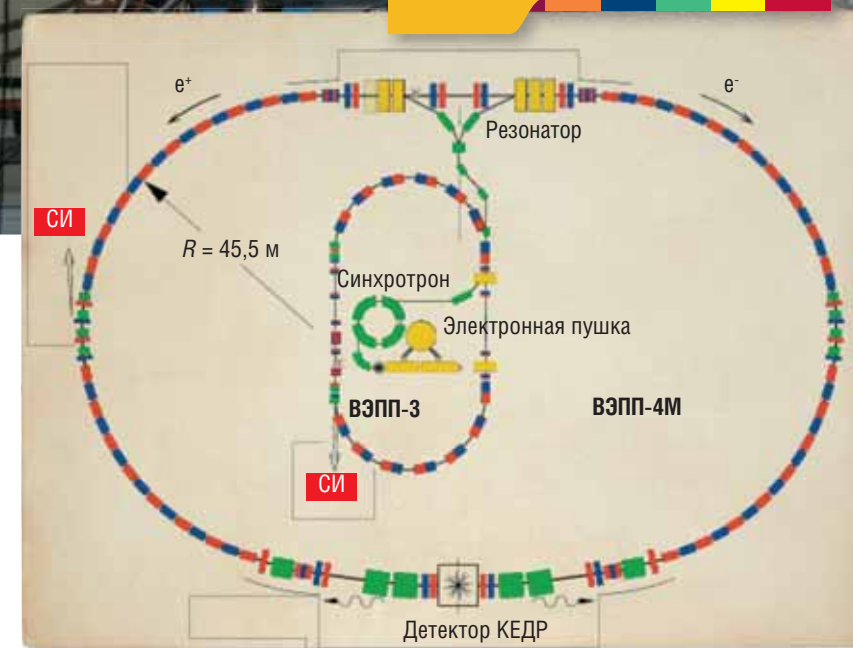 e⁺
e⁻
Резонатор
СИ
R = 45,5 м
Синхротрон
Электронная пушка
ВЭПП-3
ВЭПП-4М
СИ
Детектор КЕДР